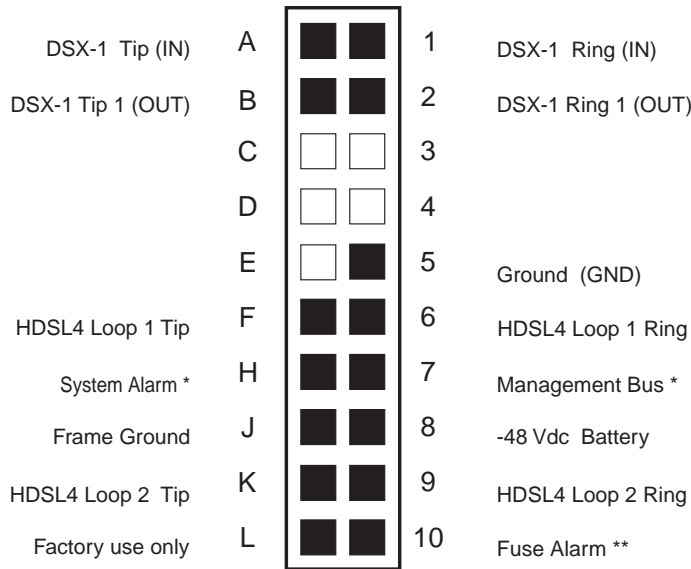 DSX-1 Tip (IN) A 1 DSX-1 Ring (IN)
DSX-1 Tip 1 (OUT) B 2 DSX-1 Ring 1 (OUT)
C 3
D 4
E 5 Ground (GND)
HDSL4 Loop 1 Tip F 6 HDSL4 Loop 1 Ring
System Alarm * H 7 Management Bus *
Frame Ground J 8 -48 Vdc Battery
HDSL4 Loop 2 Tip K 9 HDSL4 Loop 2 Ring
Factory use only L 10 Fuse Alarm **